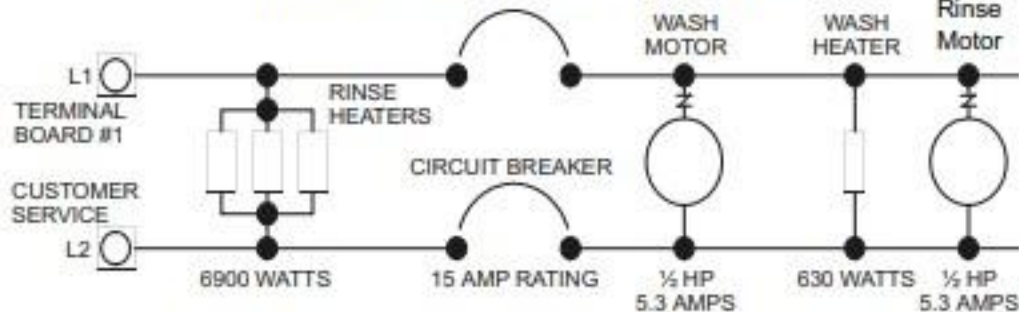 WASH
MOTOR
WASH
HEATER
Rinse
Motor
L1
TERMINAL
BOARD #1
RINSE
HEATERS
CIRCUIT BREAKER
CUSTOMER
SERVICE
L2
6900 WATTS
15 AMP RATING
½ HP
5.3 AMPS
630 WATTS
½ HP
5.3 AMPS